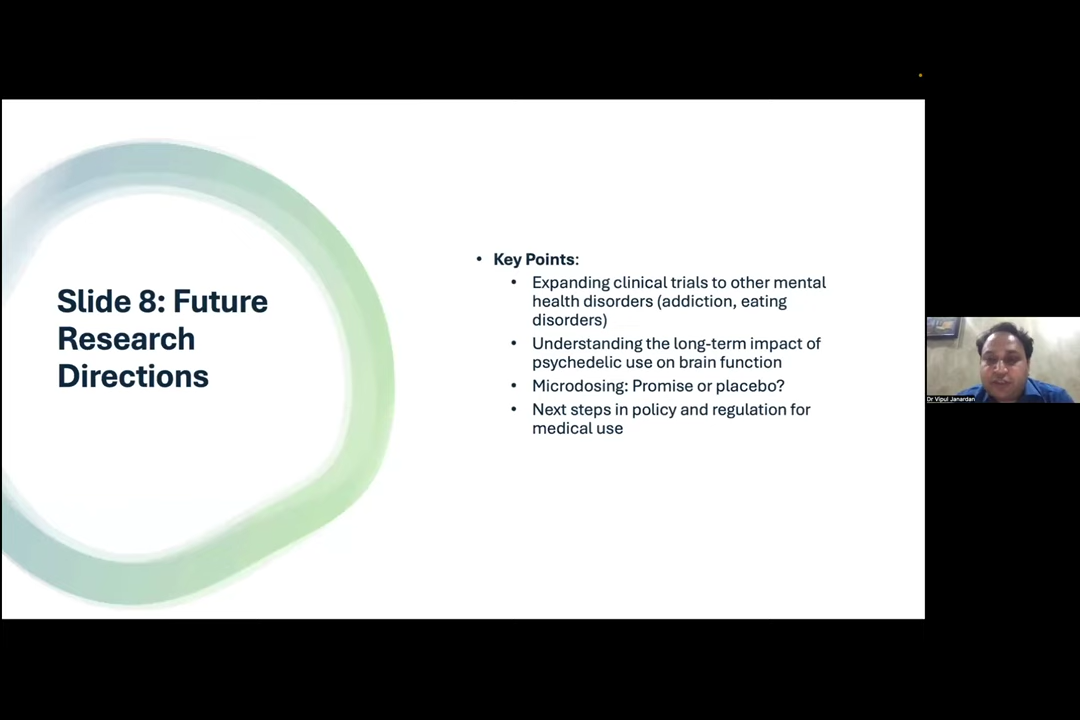 Slide 8: Future
Research
Directions
• Key Points:
• Expanding clinical trials to other mental
health disorders (addiction, eating
disorders)
• Understanding the long-term impact of
psychedelic use on brain function
• Microdosing: Promise or placebo?
• Next steps in policy and regulation for
medical use
Dr Vipul Janardan